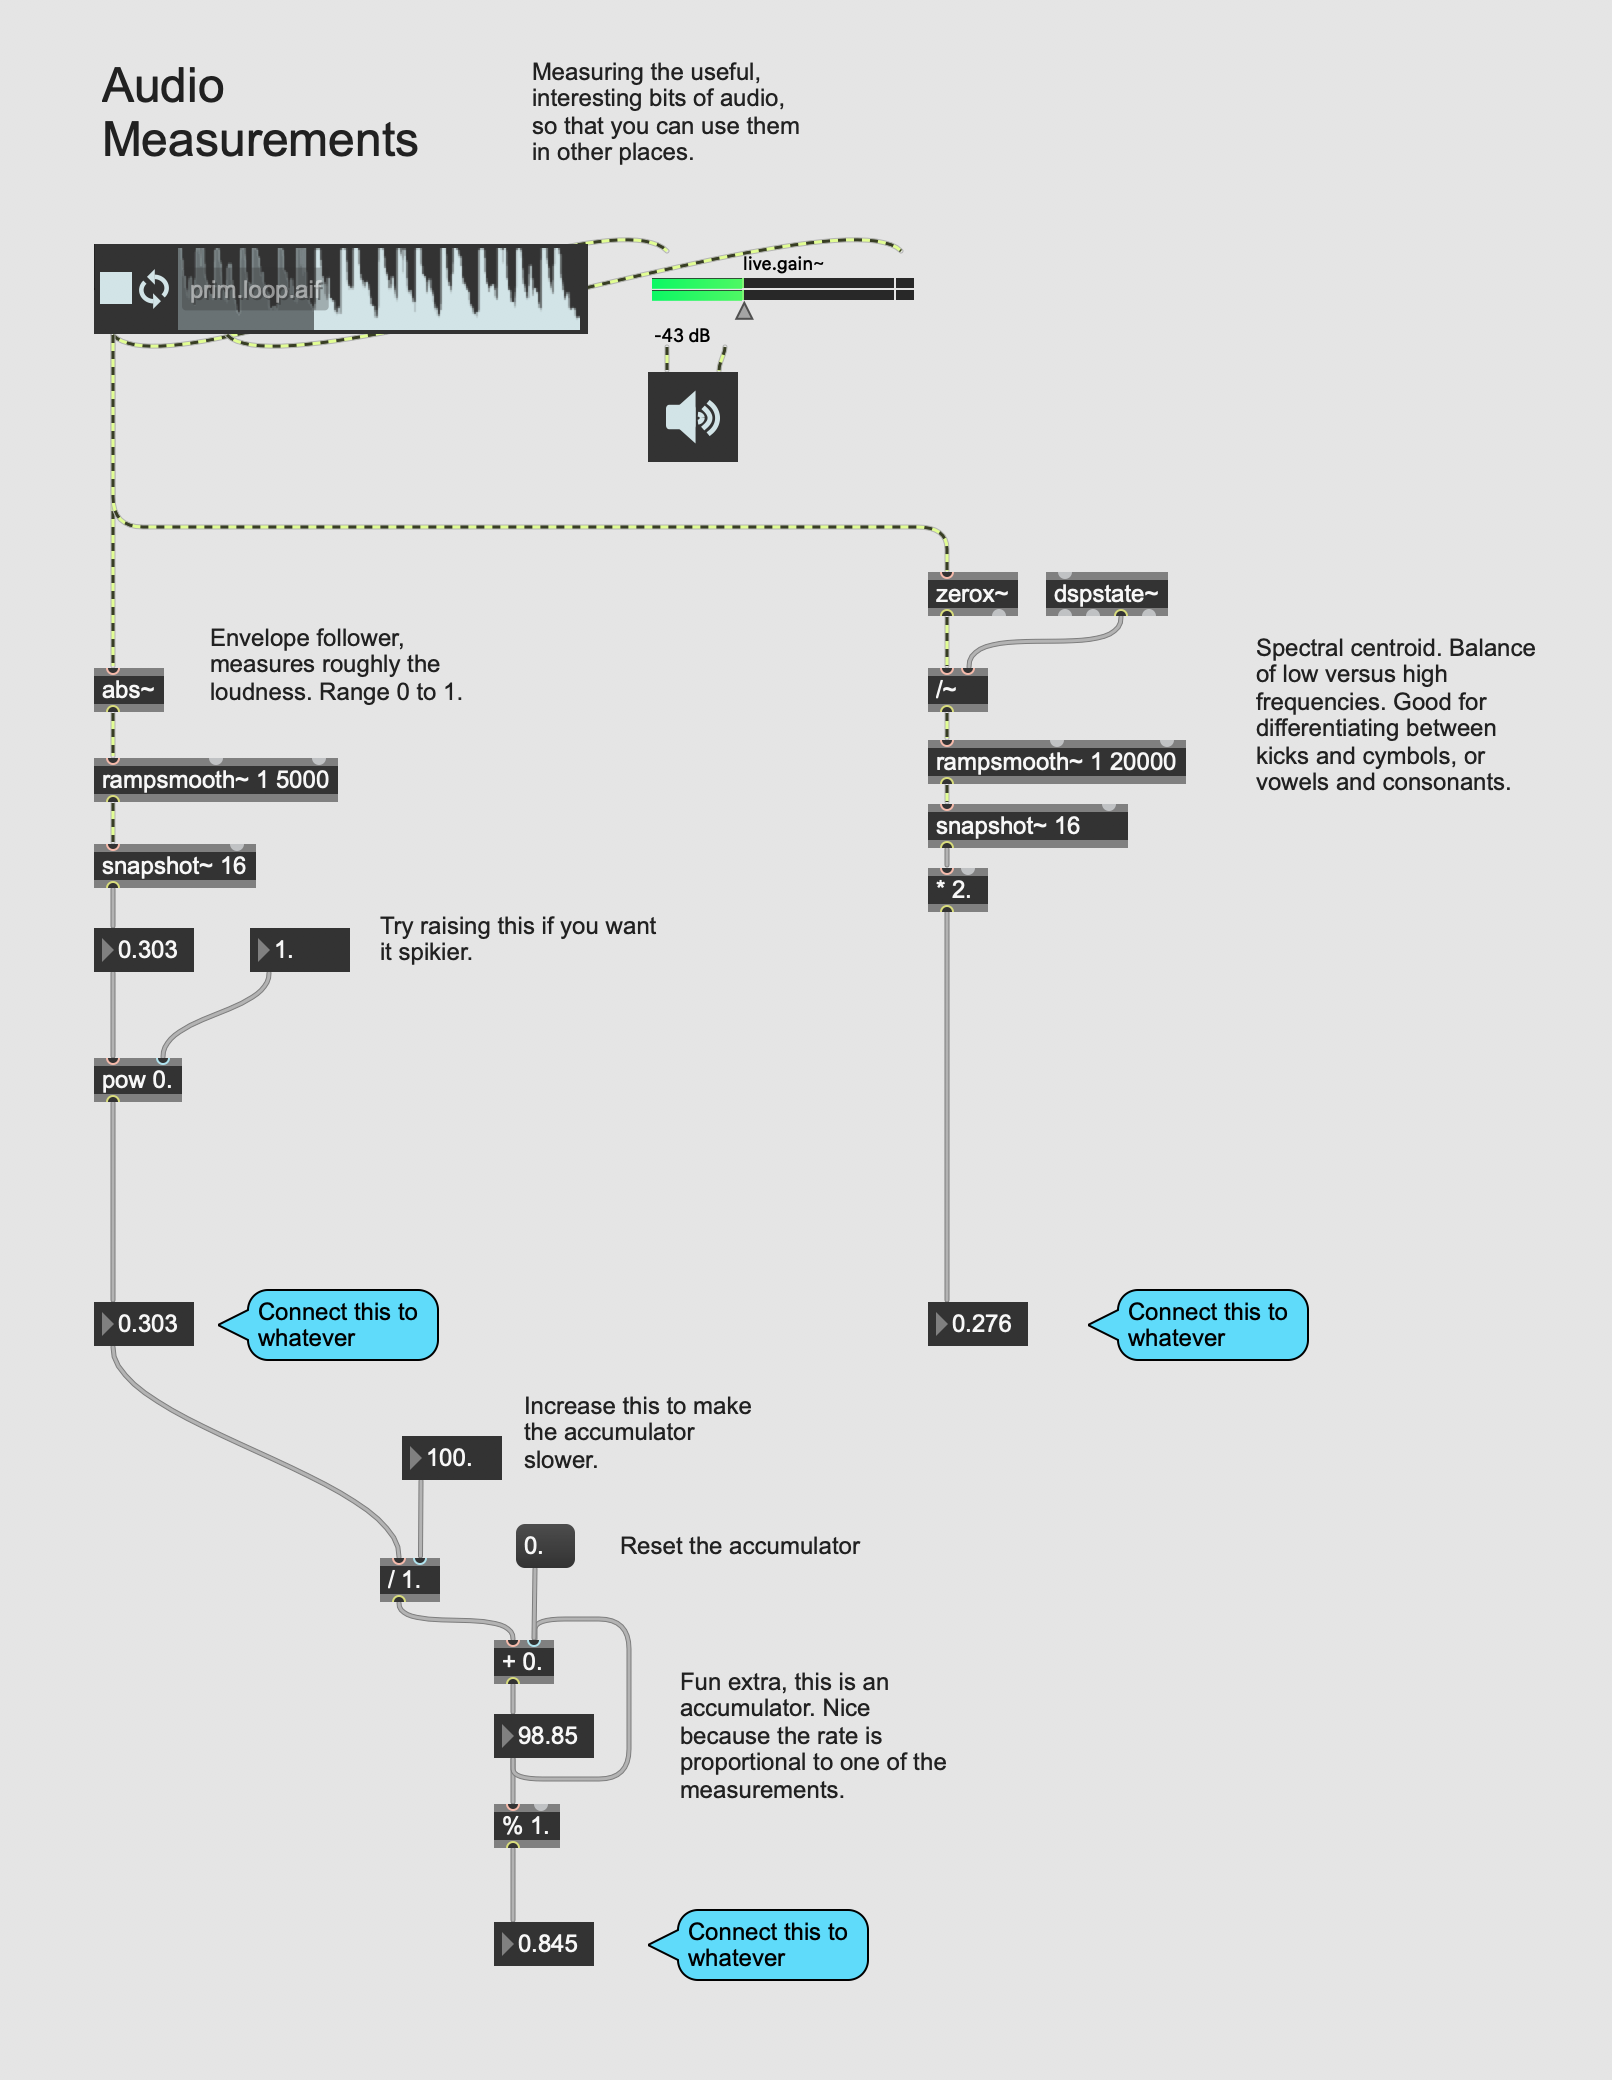 Audio
Measurements
Measuring the useful,
interesting bits of audio,
so that you can use them
in other places.
prim.loop.aif
live.gain~
-43 dB
zerox~
dspstate~
Envelope follower,
measures roughly the
loudness. Range 0 to 1.
Spectral centroid. Balance
of low versus high
frequencies. Good for
differentiating between
kicks and cymbols, or
vowels and consonants.
abs~
/~
rampsmooth~ 1 5000
rampsmooth~ 1 20000
snapshot~ 16
snapshot~ 16
* 2.
0.303
1.
Try raising this if you want
it spikier.
pow 0.
0.303
Connect this to
whatever
0.276
Connect this to
whatever
Increase this to make
the accumulator
slower.
100.
0.
Reset the accumulator
/ 1.
+ 0.
Fun extra, this is an
accumulator. Nice
because the rate is
proportional to one of the
measurements.
98.85
% 1.
0.845
Connect this to
whatever